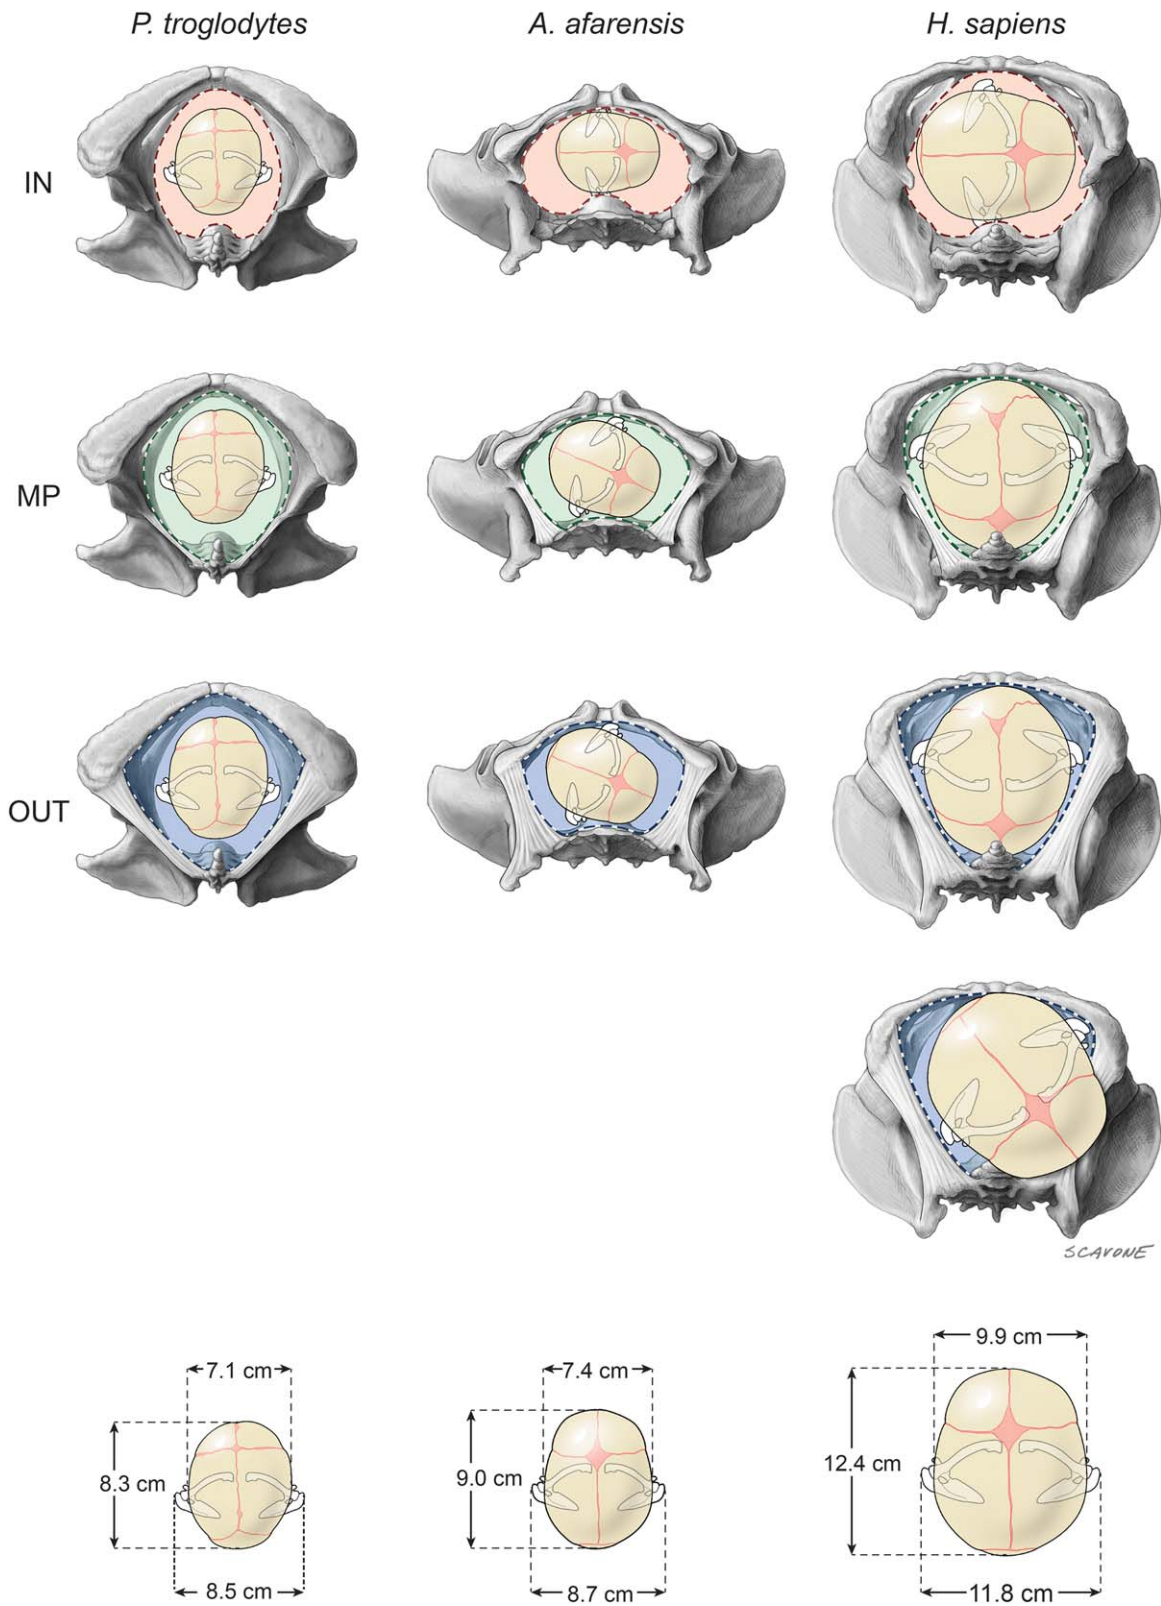 P. troglodytes
A. afarensis
H. sapiens
IN
MP
OUT
SCAVONE
7.1 cm
8.3 cm
8.5 cm
7.4 cm
9.0 cm
8.7 cm
9.9 cm
12.4 cm
11.8 cm